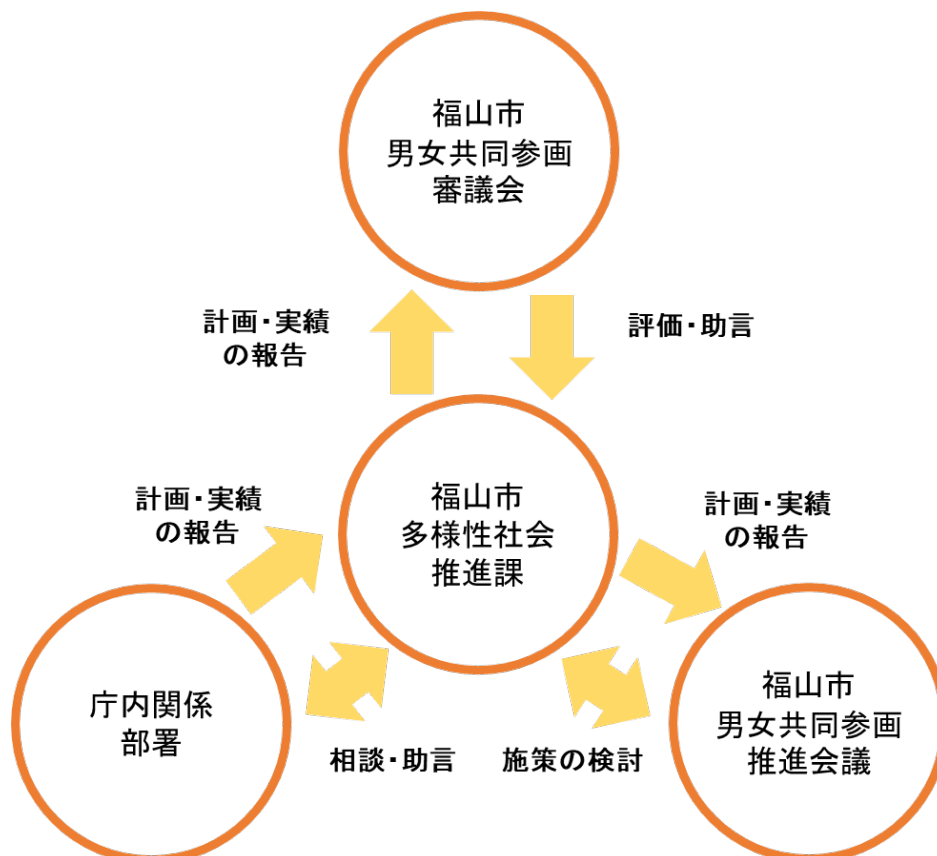 福山市
男女共同参画
審議会
計画・実績
の報告
評価・助言
計画・実績
の報告
福山市
多様性社会
推進課
計画・実績
の報告
庁内関係
部署
相談・助言
施策の検討
福山市
男女共同参画
推進会議